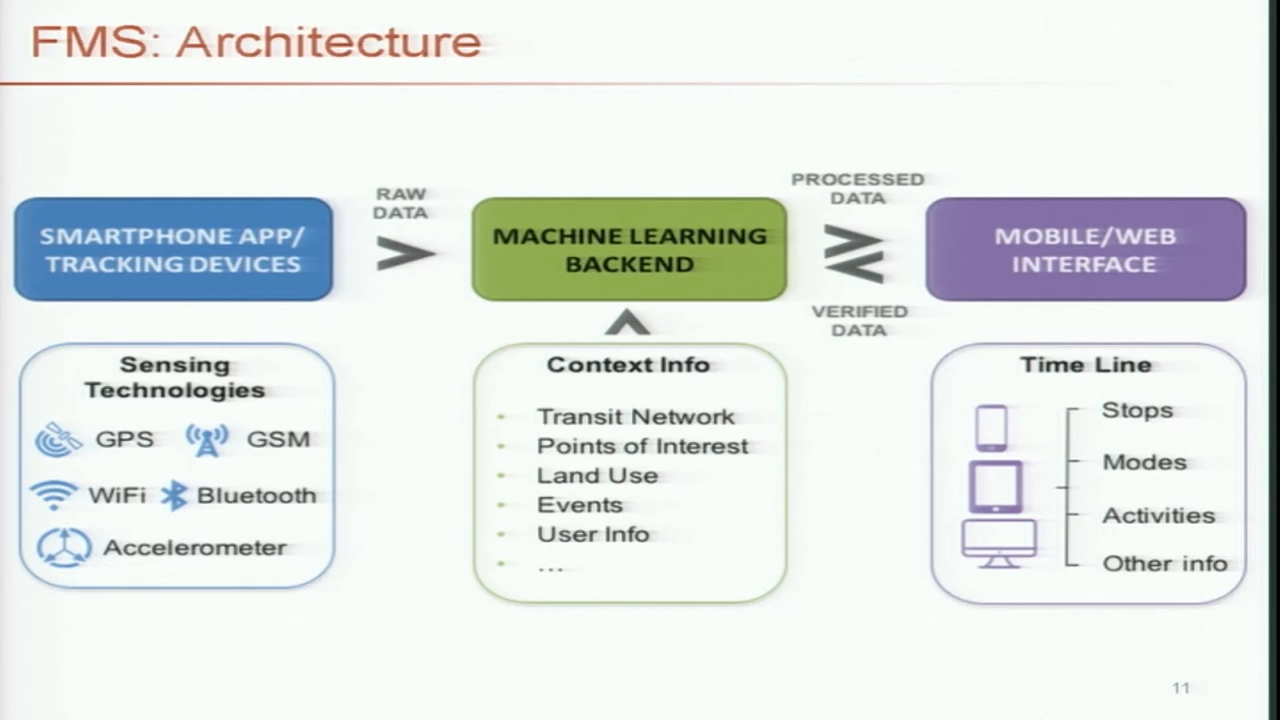 FMS: Architecture
RAW
DATA
PROCESSED
DATA
SMARTPHONE APP/
TRACKING DEVICES
MACHINE LEARNING
BACKEND
MOBILE/WEB
INTERFACE
VERIFIED
DATA
Sensing
Technologies
GPS GSM
WiFi Bluetooth
Accelerometer
Context Info
• Transit Network
• Points of Interest
• Land Use
• Events
• User Info
• ...
Time Line
Stops
Modes
Activities
Other info
11